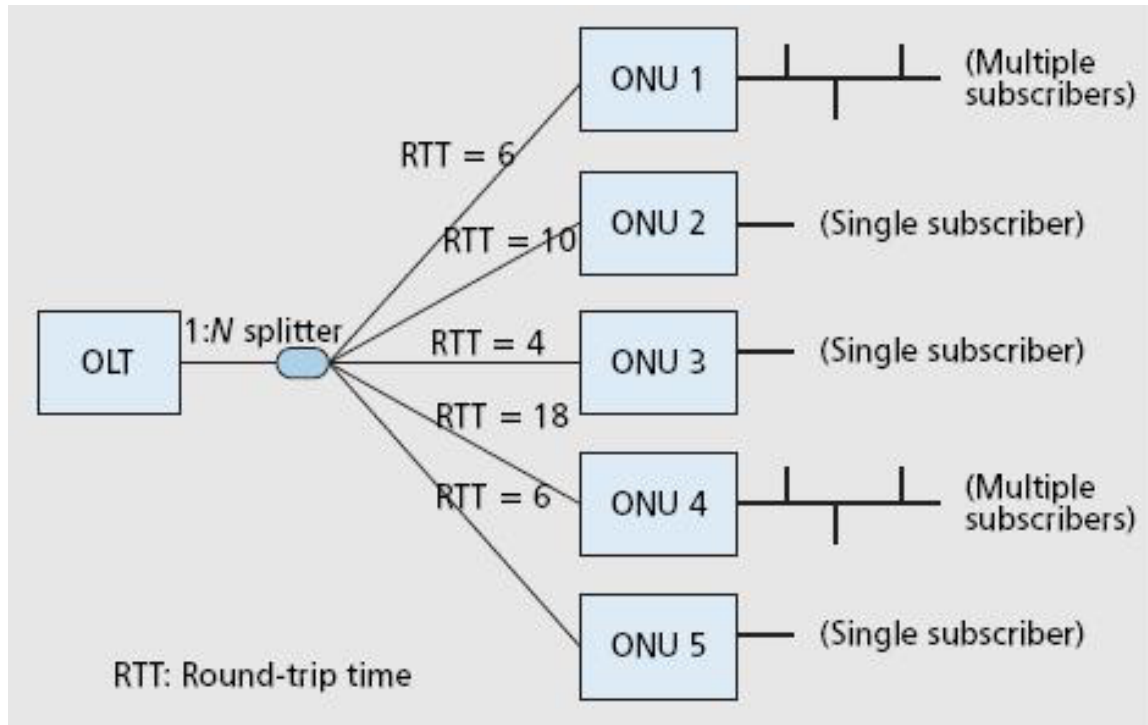 ONU 1
(Multiple
subscribers)
RTT = 6
ONU 2
(Single subscriber)
RTT = 10
1:N splitter
OLT
RTT = 4
ONU 3
(Single subscriber)
RTT = 18
ONU 4
(Multiple
subscribers)
RTT = 6
ONU 5
(Single subscriber)
RTT: Round-trip time